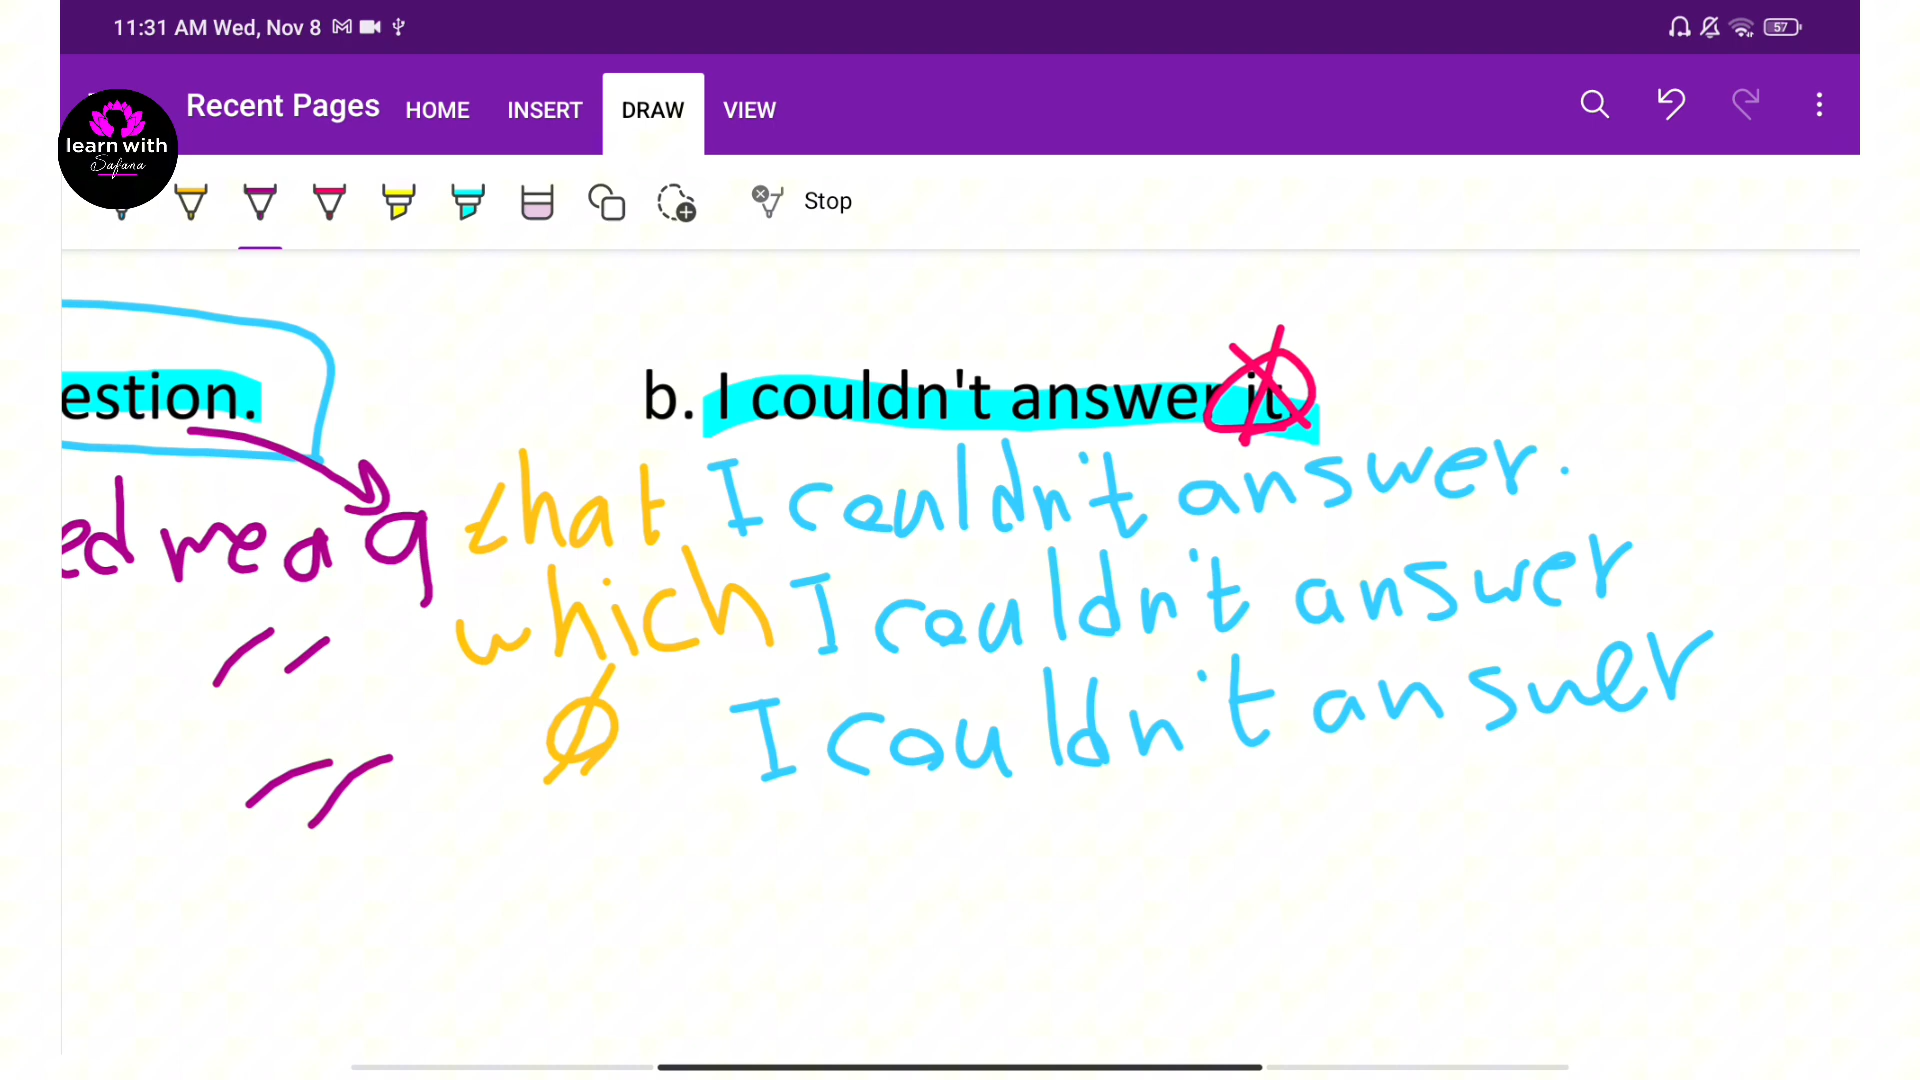 11:31 AM Wed, Nov 8
57
learn with
Safana
Recent Pages HOME INSERT DRAW VIEW
Stop
estion.
b. I couldn't answer it.
ed me a q that I couldn't answer.
which I couldn't answer
" ø I couldn't answer
"